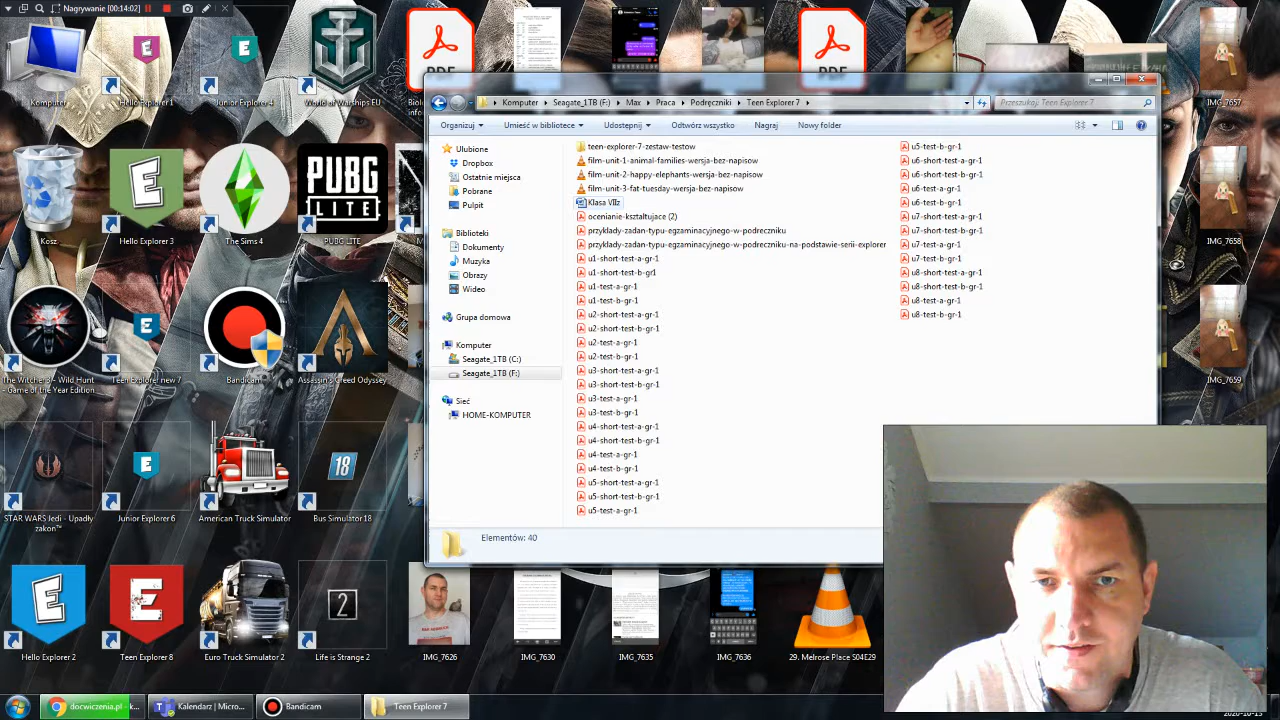 Nagrywanie [00:14:02]
Komputer
Hello Explorer 1
Junior Explorer 4
World of Warships EU
PDF
PDF
IMG_7657
Kosz
Hello Explorer 3
The Sims 4
PUBG LITE
PUBG
LITE
IMG_7658
The Witcher 3 - Wild Hunt
- Game of the Year Edition
Teen Explorer new 7
Bandicam
Assassin's Creed Odyssey
IMG_7659
STAR WARS Jedi - Upadły
zakon™
Junior Explorer 6
American Truck Simulator
18
Bus Simulator 18
Hello Explorer 2
Teen Explorer 8
Euro Truck Simulator 2
2
Life is Strange 2
IMG_7626
IMG_7630
IMG_7635
IMG_7636
29. Melrose Place S04E29
Komputer
Seagate_1TB (F:)
Max
Praca
Podręczniki
Teen Explorer 7
Przeszukaj: Teen Explorer 7
Organizuj
Umieść w bibliotece
Udostępnij
Odtwórz wszystko
Nagraj
Nowy folder
Ulubione
Dropbox
Ostatnie miejsca
Pobrane
Pulpit
Biblioteki
Dokumenty
Muzyka
Obrazy
Wideo
Grupa domowa
Komputer
Seagate_1TB (C:)
Seagate_1TB (F:)
Sieć
HOME-KOMPUTER
teen-explorer-7-zestaw-testow
film-unit-1-animal-families-wersja-bez-napisow
film-unit-2-happy-elephants-wersja-bez-napisow
film-unit-3-fat-tuesday-wersja-bez-napisow
Klasa VIIz
ocenianie-ksztaltujace (2)
przyklady-zadan-typu-egzaminacyjnego-w-podreczniku
przyklady-zadan-typu-egzaminacyjnego-w-podreczniku-na-podstawie-serii-explorer
u1-short-test-a-gr-1
u1-short-test-b-gr1
u1-test-a-gr-1
u1-test-b-gr-1
u2-short-test-a-gr-1
u2-short-test-b-gr-1
u2-test-a-gr-1
u2-test-b-gr-1
u3-short-test-a-gr-1
u3-short-test-b-gr-1
u3-test-a-gr-1
u3-test-b-gr-1
u4-short-test-a-gr-1
u4-short-test-b-gr-1
u4-test-a-gr-1
u4-test-b-gr-1
u5-short-test-a-gr-1
u5-short-test-b-gr-1
u5-test-a-gr-1
u5-test-b-gr-1
u6-short-test-a-gr-1
u6-short-test-b-gr-1
u6-test-a-gr-1
u6-test-b-gr-1
u7-short-test-a-gr-1
u7-short-test-b-gr-1
u7-test-a-gr-1
u7-test-b-gr-1
u8-short-test-a-gr-1
u8-short-test-b-gr-1
u8-test-a-gr-1
u8-test-b-gr-1
Elementów: 40
docwiczenia.pl - k...
Kalendarz | Micro...
Bandicam
Teen Explorer 7
2020-10-15